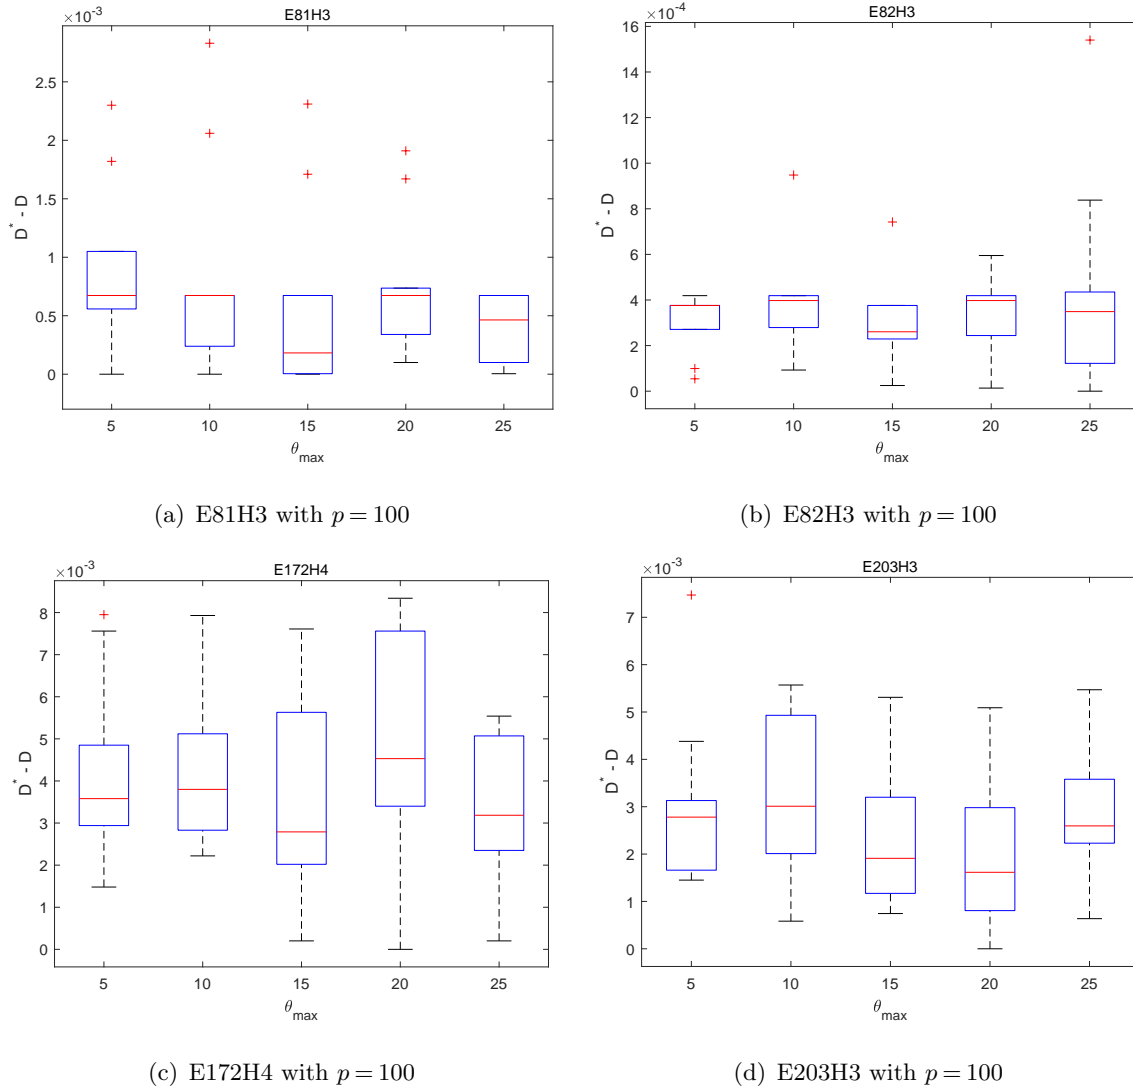 ×10^-3
E81H3
2.5
2
1.5
1
0.5
0
D* - D
5 10 15 20 25
θmax
(a) E81H3 with p = 100
×10^-4
E82H3
16
14
12
10
8
6
4
2
0
D* - D
5 10 15 20 25
θmax
(b) E82H3 with p = 100
×10^-3
E172H4
8
7
6
5
4
3
2
1
0
D* - D
5 10 15 20 25
θmax
(c) E172H4 with p = 100
×10^-3
E203H3
7
6
5
4
3
2
1
0
D* - D
5 10 15 20 25
θmax
(d) E203H3 with p = 100